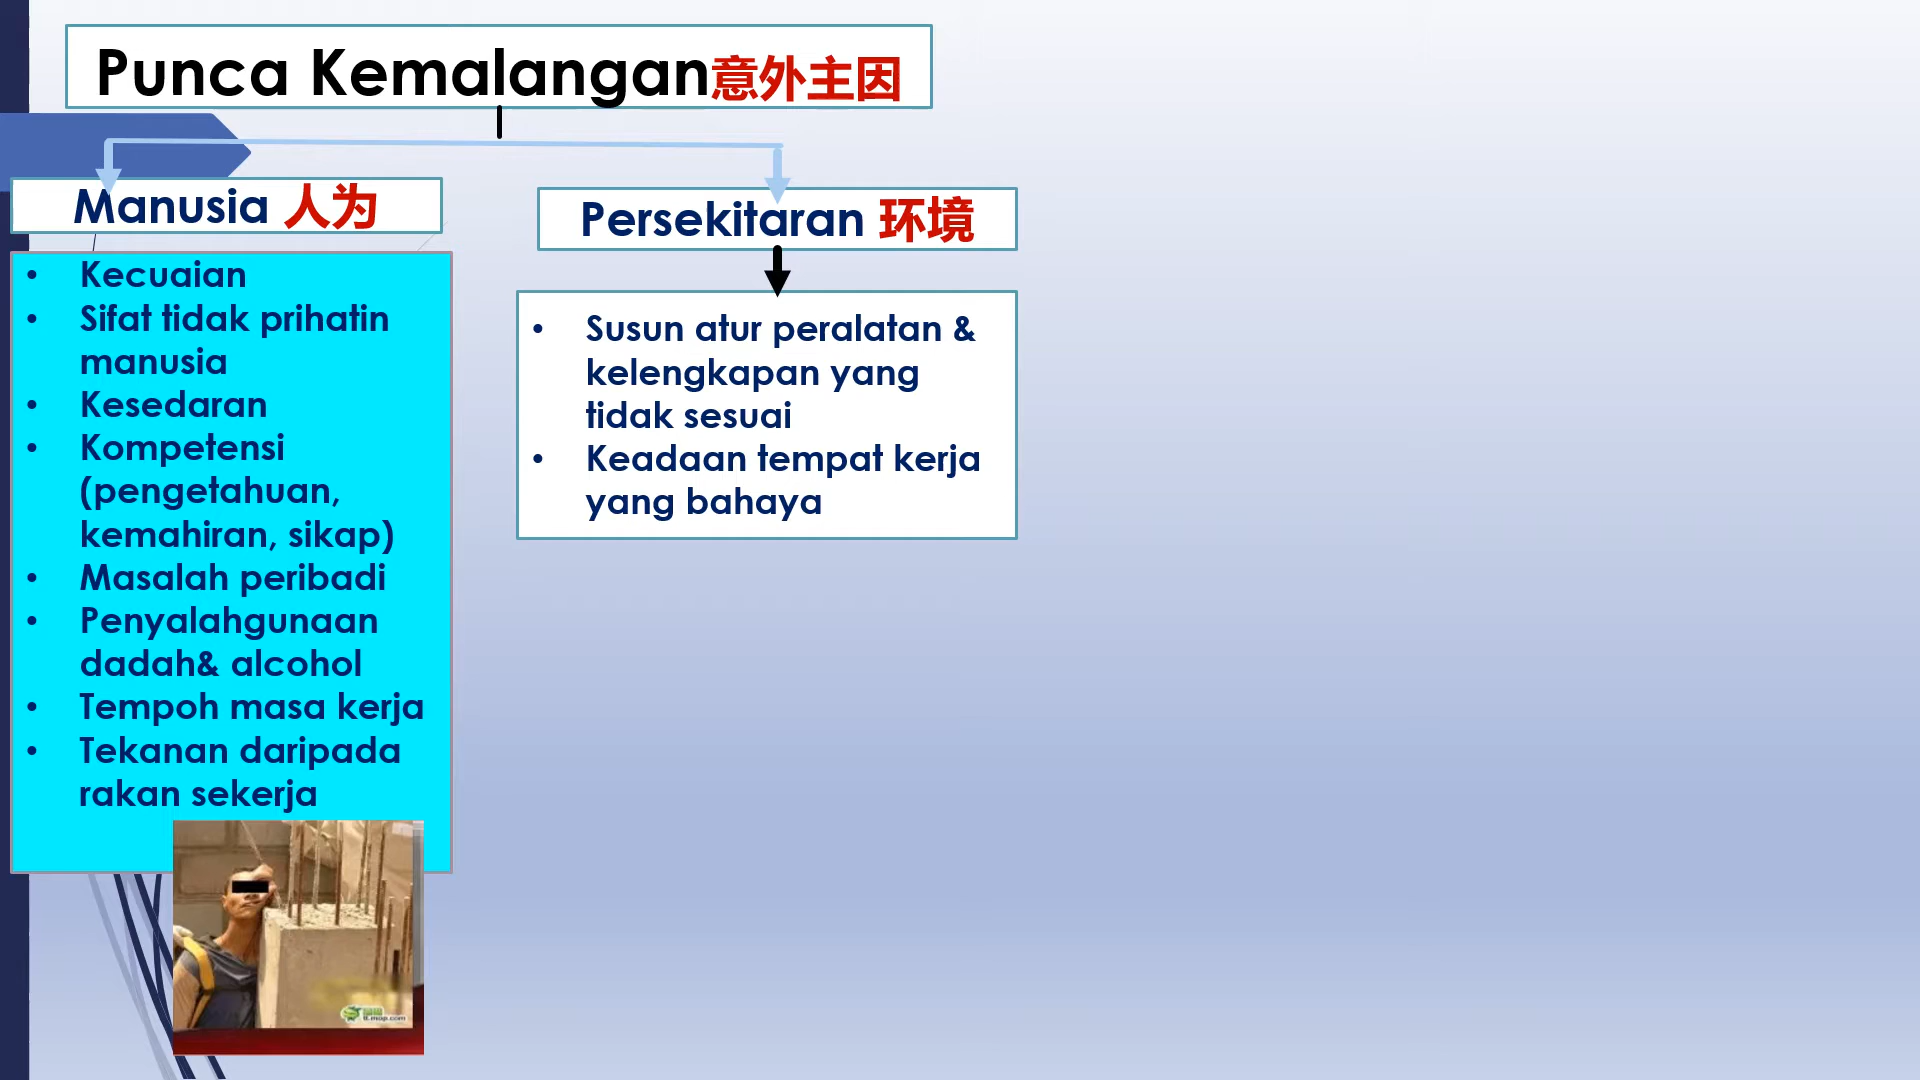 Punca Kemalangan意外主因
Manusia 人为
• Kecuaian
• Sifat tidak prihatin
manusia
• Kesedaran
• Kompetensi
(pengetahuan,
kemahiran, sikap)
• Masalah peribadi
• Penyalahgunaan
dadah& alcohol
• Tempoh masa kerja
• Tekanan daripada
rakan sekerja
Persekitaran 环境
• Susun atur peralatan &
kelengkapan yang
tidak sesuai
• Keadaan tempat kerja
yang bahaya